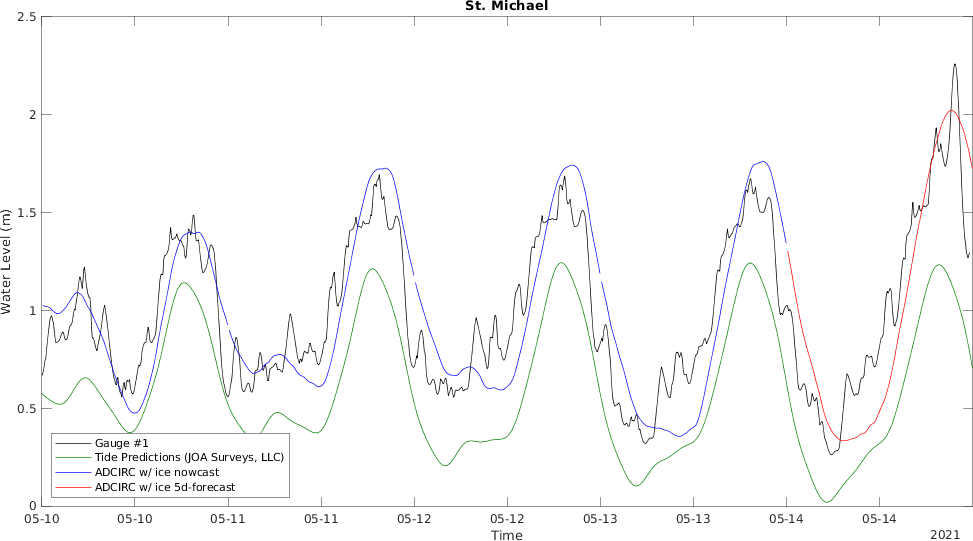 St. Michael
2.5
2
1.5
1
0.5
0
Water Level (m)
Gauge #1
Tide Predictions (JOA Surveys, LLC)
ADCIRC w/ ice nowcast
ADCIRC w/ ice 5d-forecast
05-10 05-10 05-11 05-11 05-12 05-12 05-13 05-13 05-14 05-14
Time
2021